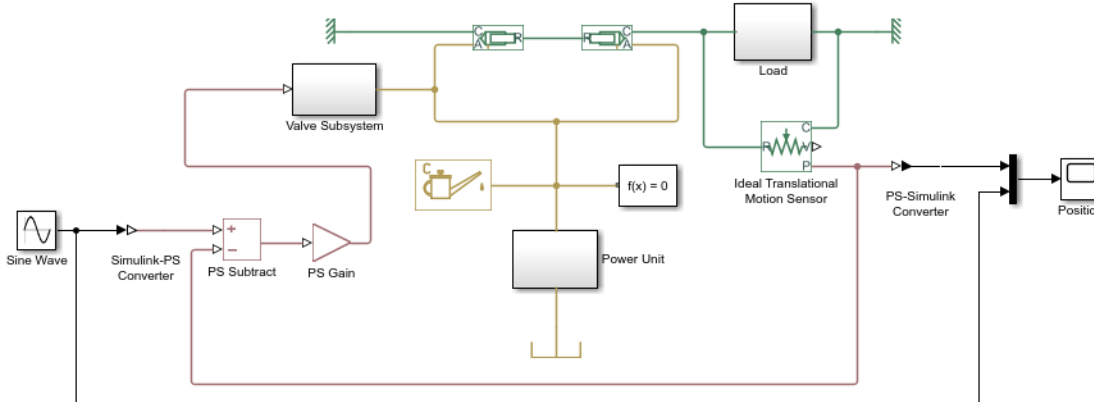 C
A
R
R
C
A
Load
Valve Subsystem
C
R
V
P
C
f(x) = 0
Ideal Translational
Motion Sensor
PS-Simulink
Converter
Positio
Sine Wave
Simulink-PS
Converter
+
−
PS Subtract
PS Gain
Power Unit